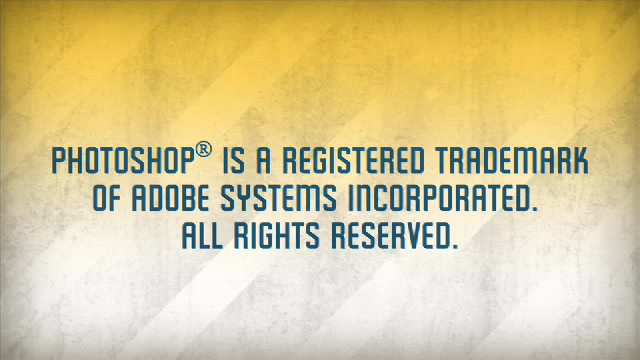 PHOTOSHOP® IS A REGISTERED TRADEMARK
OF ADOBE SYSTEMS INCORPORATED.
ALL RIGHTS RESERVED.